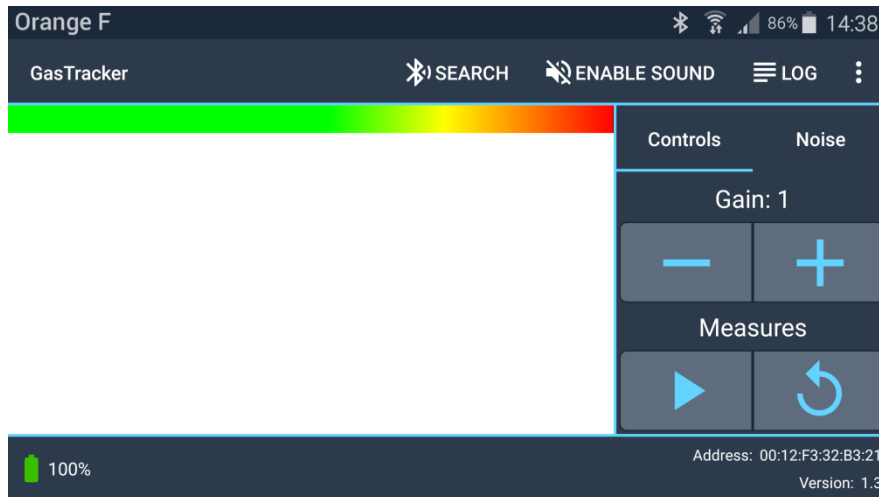 Orange F 86% 14:38
GasTracker SEARCH ENABLE SOUND LOG
Controls Noise
Gain: 1
Measures
100%
Address: 00:12:F3:32:B3:21
Version: 1.3